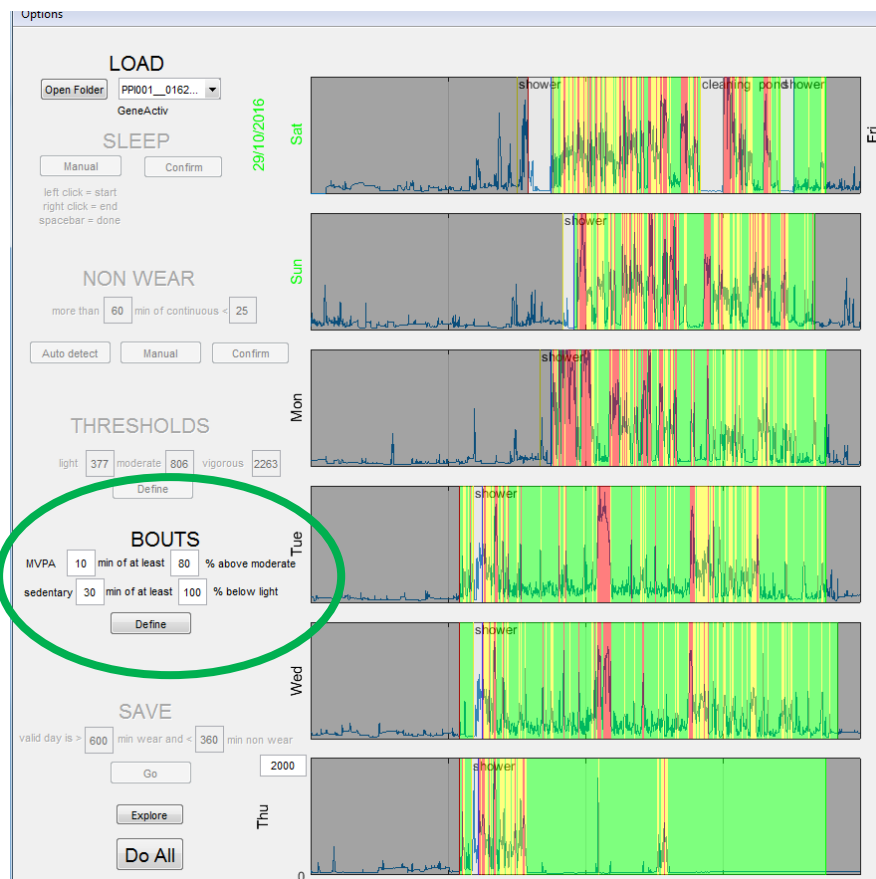 Options
LOAD
Open Folder PPI001__0162...
GeneActiv
SLEEP
Manual Confirm
left click = start
right click = end
spacebar = done
NON WEAR
more than 60 min of continuous < 25
Auto detect Manual Confirm
THRESHOLDS
light 377 moderate 806 vigorous 2263
Define
BOUTS
MVPA 10 min of at least 80 % above moderate
sedentary 30 min of at least 100 % below light
Define
SAVE
valid day is > 600 min wear and < 360 min non wear
Go
Explore
Do All
29/10/2016
Sat
shower cleaning pond shower
Fri
Sun
shower
Mon
shower
Tue
shower
Wed
shower
2000
Thu
shower
0